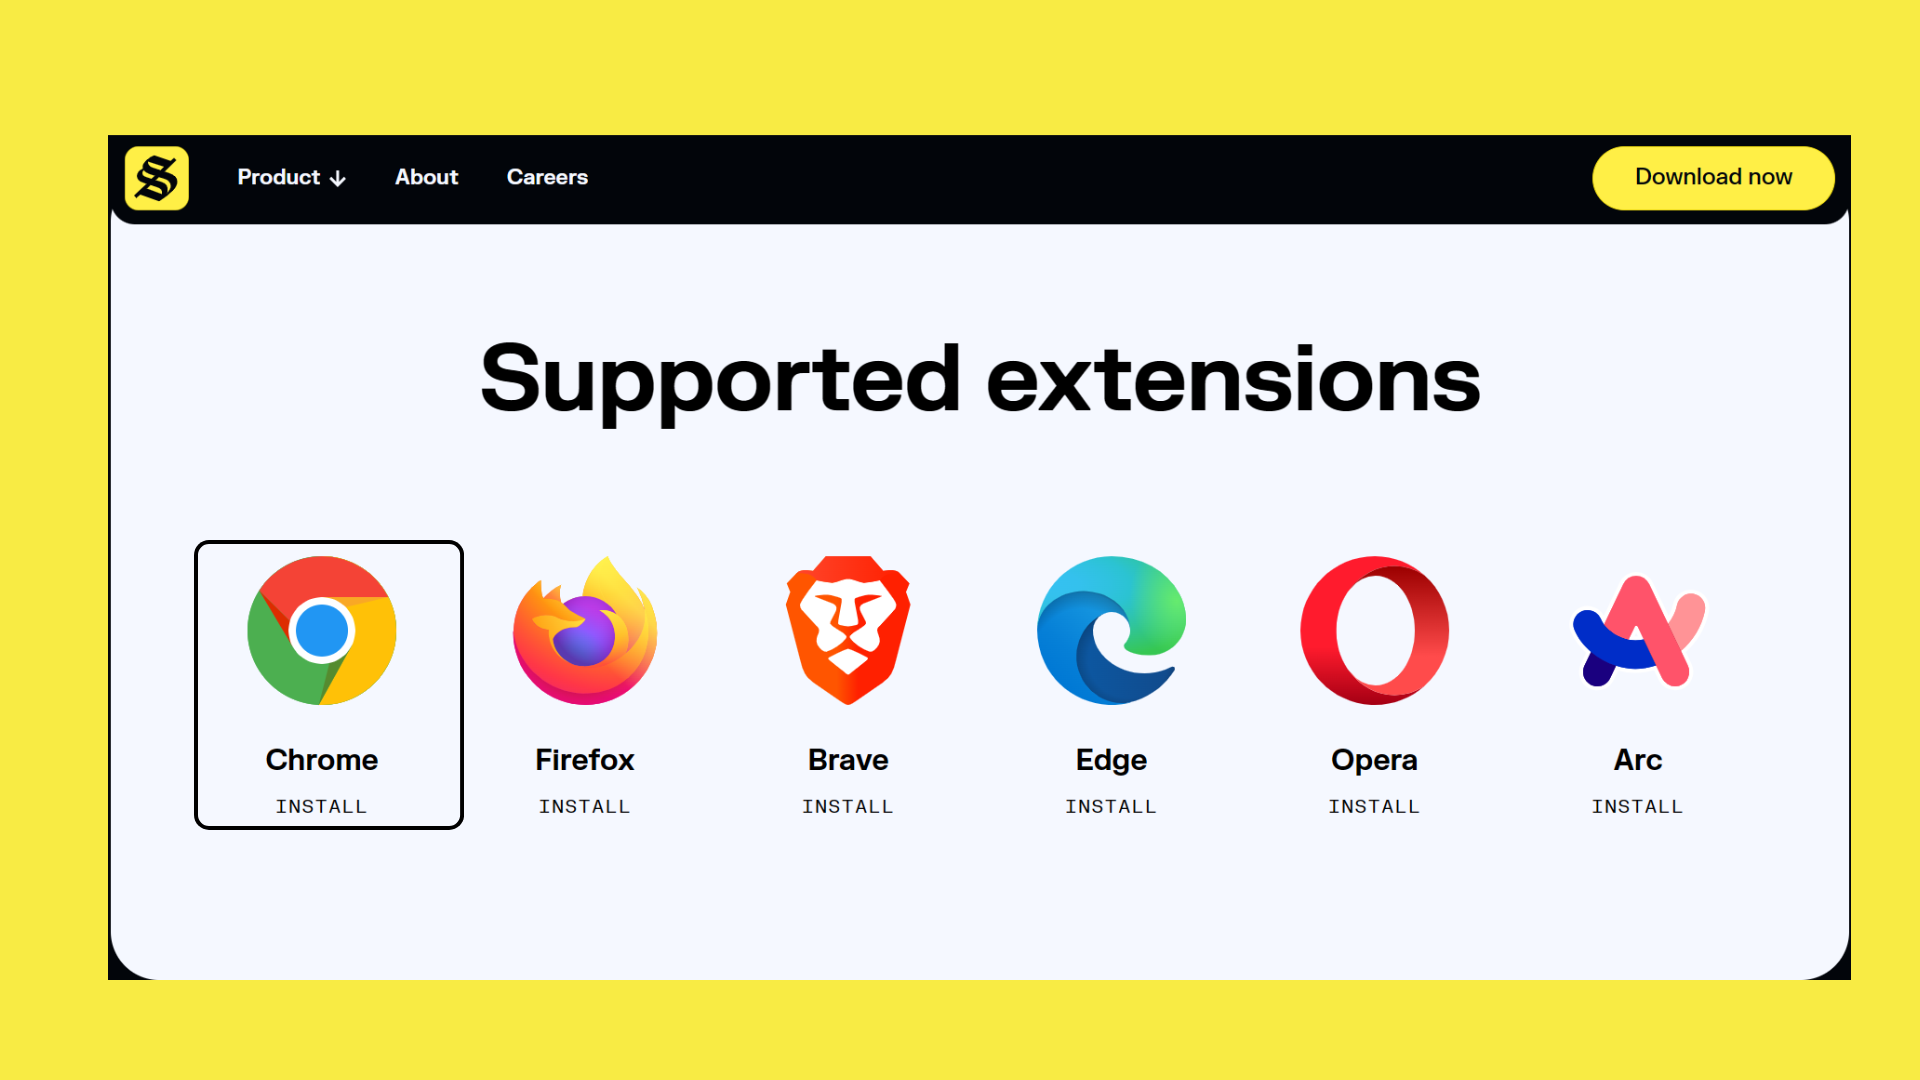 Product ↓ About Careers Download now
Supported extensions
Chrome Firefox Brave Edge Opera Arc
INSTALL INSTALL INSTALL INSTALL INSTALL INSTALL